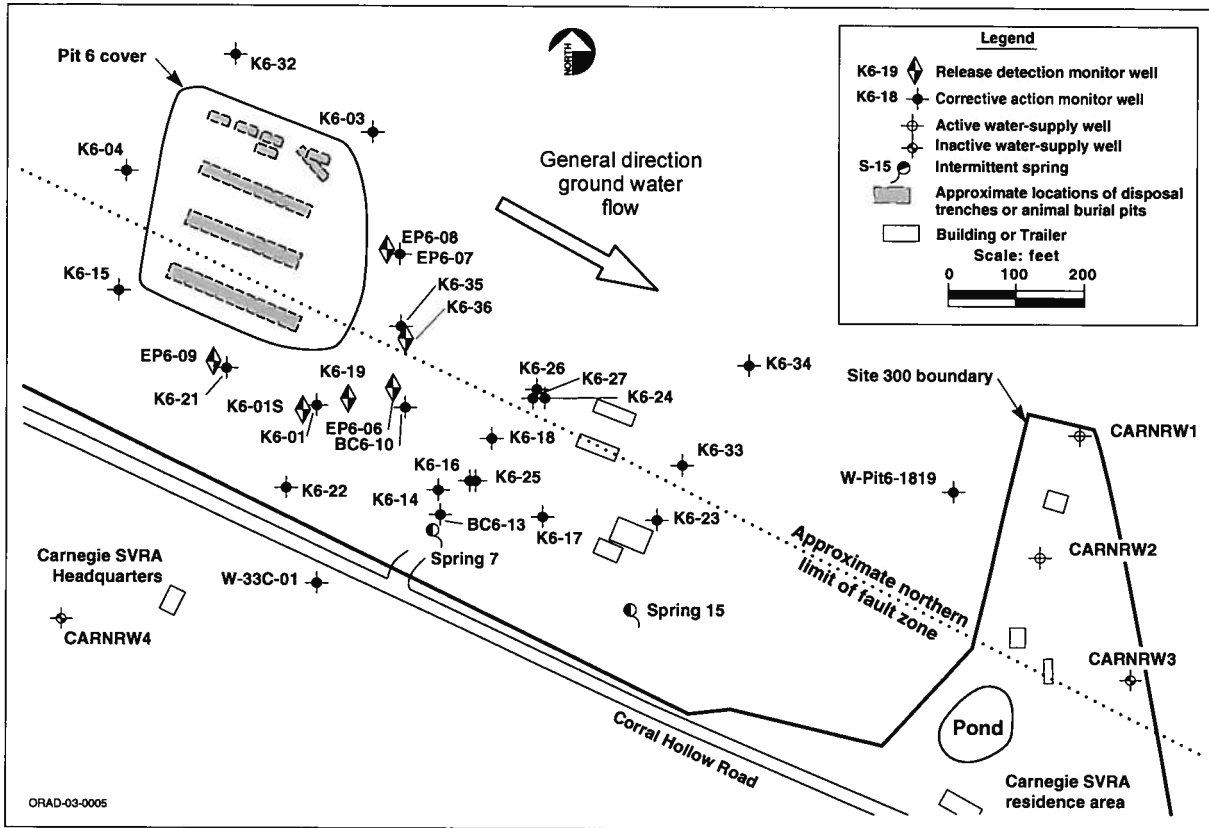 Pit 6 cover
K6-32
NORTH
K6-03
K6-04
General direction
ground water
flow
EP6-08
EP6-07
K6-15
K6-35
K6-36
EP6-09
K6-21
K6-19
K6-01S
K6-01
EP6-06
BC6-10
K6-26
K6-27
K6-24
K6-34
K6-18
K6-33
K6-16
K6-25
K6-14
K6-22
BC6-13
K6-17
K6-23
Spring 7
Spring 15
W-33C-01
Carnegie SVRA
Headquarters
CARNRW4
Site 300 boundary
CARNRW1
W-Pit6-1819
CARNRW2
CARNRW3
Approximate northern
limit of fault zone
Pond
Corral Hollow Road
Carnegie SVRA
residence area
ORAD-03-0005
Legend
K6-19 Release detection monitor well
K6-18 Corrective action monitor well
Active water-supply well
Inactive water-supply well
S-15 Intermittent spring
Approximate locations of disposal
trenches or animal burial pits
Building or Trailer
Scale: feet
0 100 200